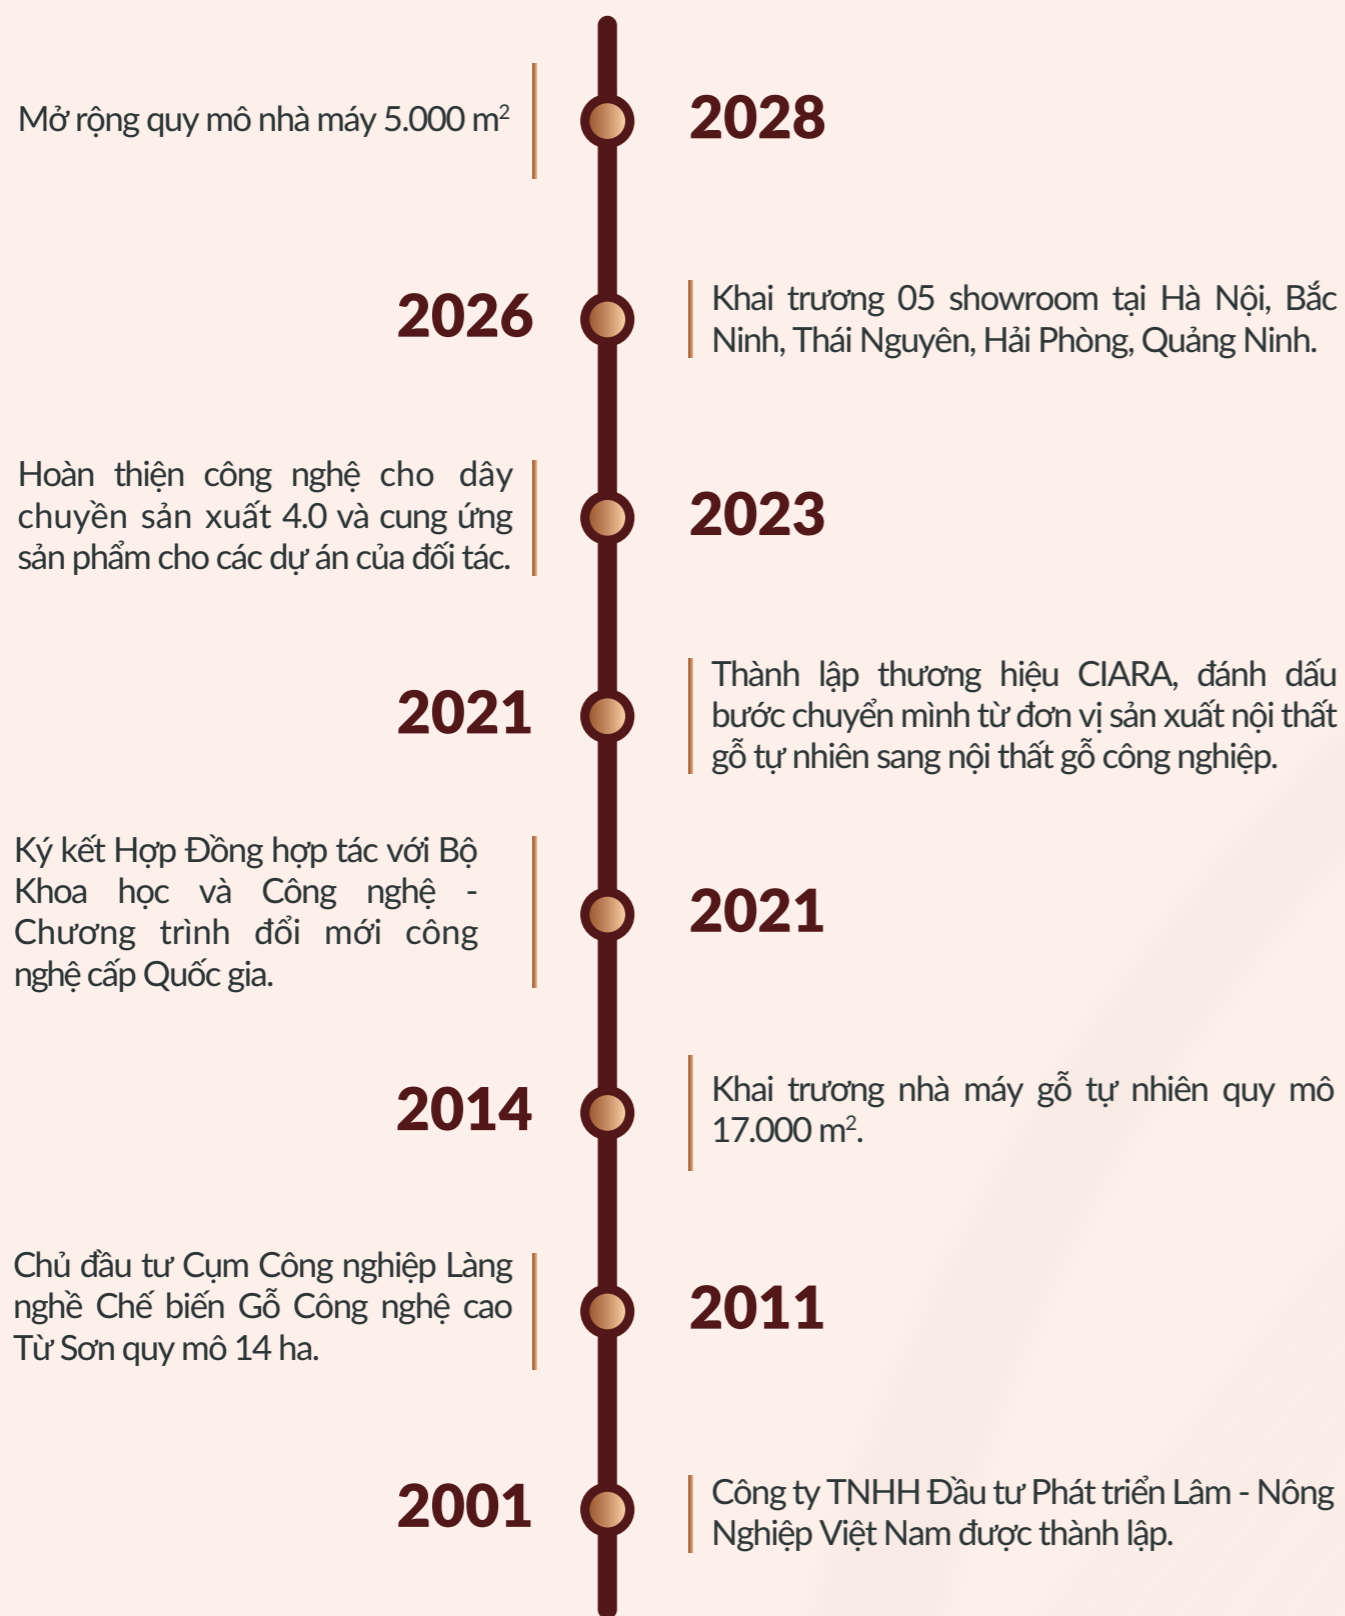 Mở rộng quy mô nhà máy 5.000 m²
2028
2026
Khai trương 05 showroom tại Hà Nội, Bắc
Ninh, Thái Nguyên, Hải Phòng, Quảng Ninh.
Hoàn thiện công nghệ cho dây
chuyền sản xuất 4.0 và cung ứng
sản phẩm cho các dự án của đối tác.
2023
2021
Thành lập thương hiệu CIARA, đánh dấu
bước chuyển mình từ đơn vị sản xuất nội thất
gỗ tự nhiên sang nội thất gỗ công nghiệp.
Ký kết Hợp Đồng hợp tác với Bộ
Khoa học và Công nghệ -
Chương trình đổi mới công
nghệ cấp Quốc gia.
2021
2014
Khai trương nhà máy gỗ tự nhiên quy mô
17.000 m².
Chủ đầu tư Cụm Công nghiệp Làng
nghề Chế biến Gỗ Công nghệ cao
Từ Sơn quy mô 14 ha.
2011
2001
Công ty TNHH Đầu tư Phát triển Lâm - Nông
Nghiệp Việt Nam được thành lập.